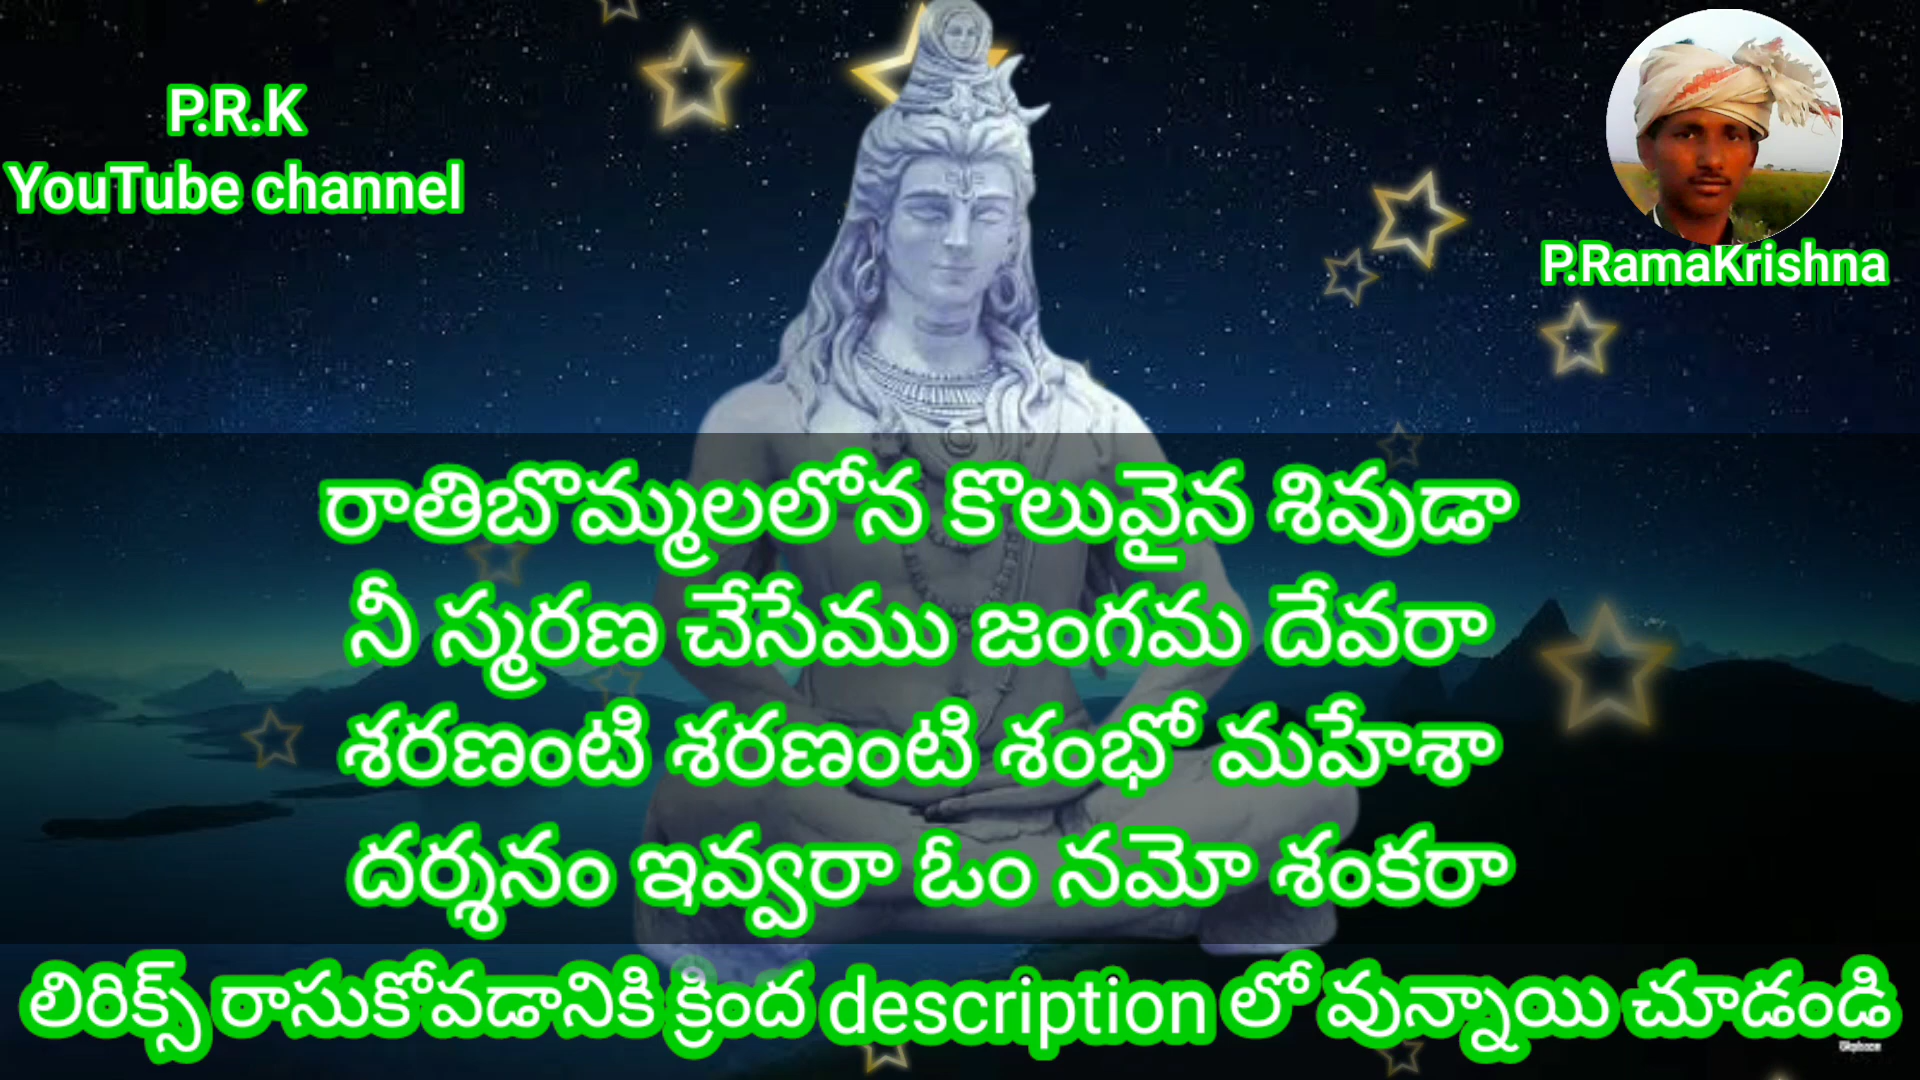 P.R.K
YouTube channel
P.RamaKrishna
రాతిబొమ్మలలోన కొలువైన శివుడా
నీ స్మరణ చేసేము జంగమ దేవరా
శరణంటి శరణంటి శంభో మహేశా
దర్శనం ఇవ్వరా ఓం నమో శంకరా
లిరిక్స్ రాసుకోవడానికి క్రింద description లో వున్నాయి చూడండి